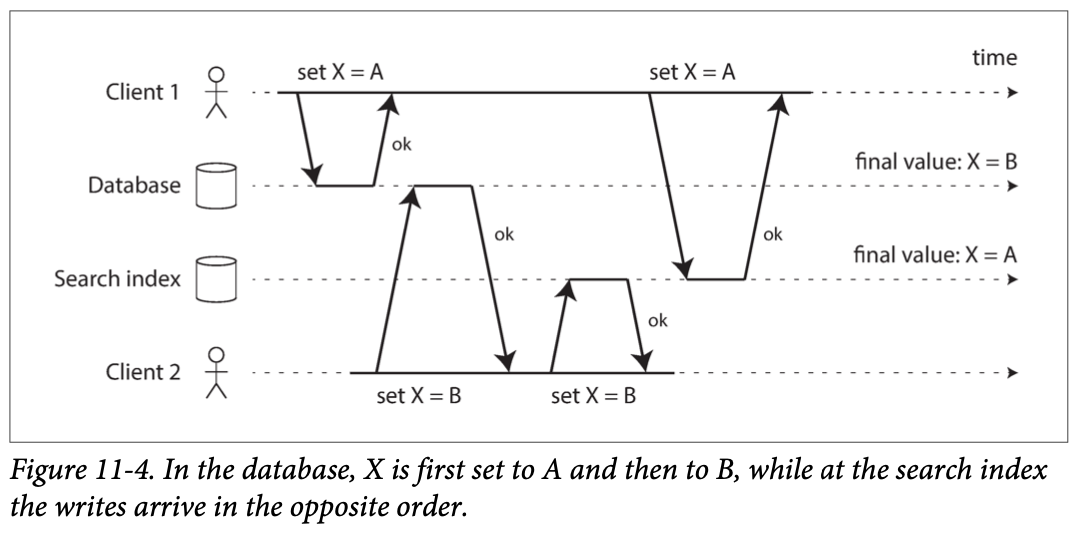 set X = A
set X = A
time
Client 1
ok
final value: X = B
Database
ok
ok
final value: X = A
Search index
ok
Client 2
set X = B
set X = B
Figure 11-4. In the database, X is first set to A and then to B, while at the search index
the writes arrive in the opposite order.